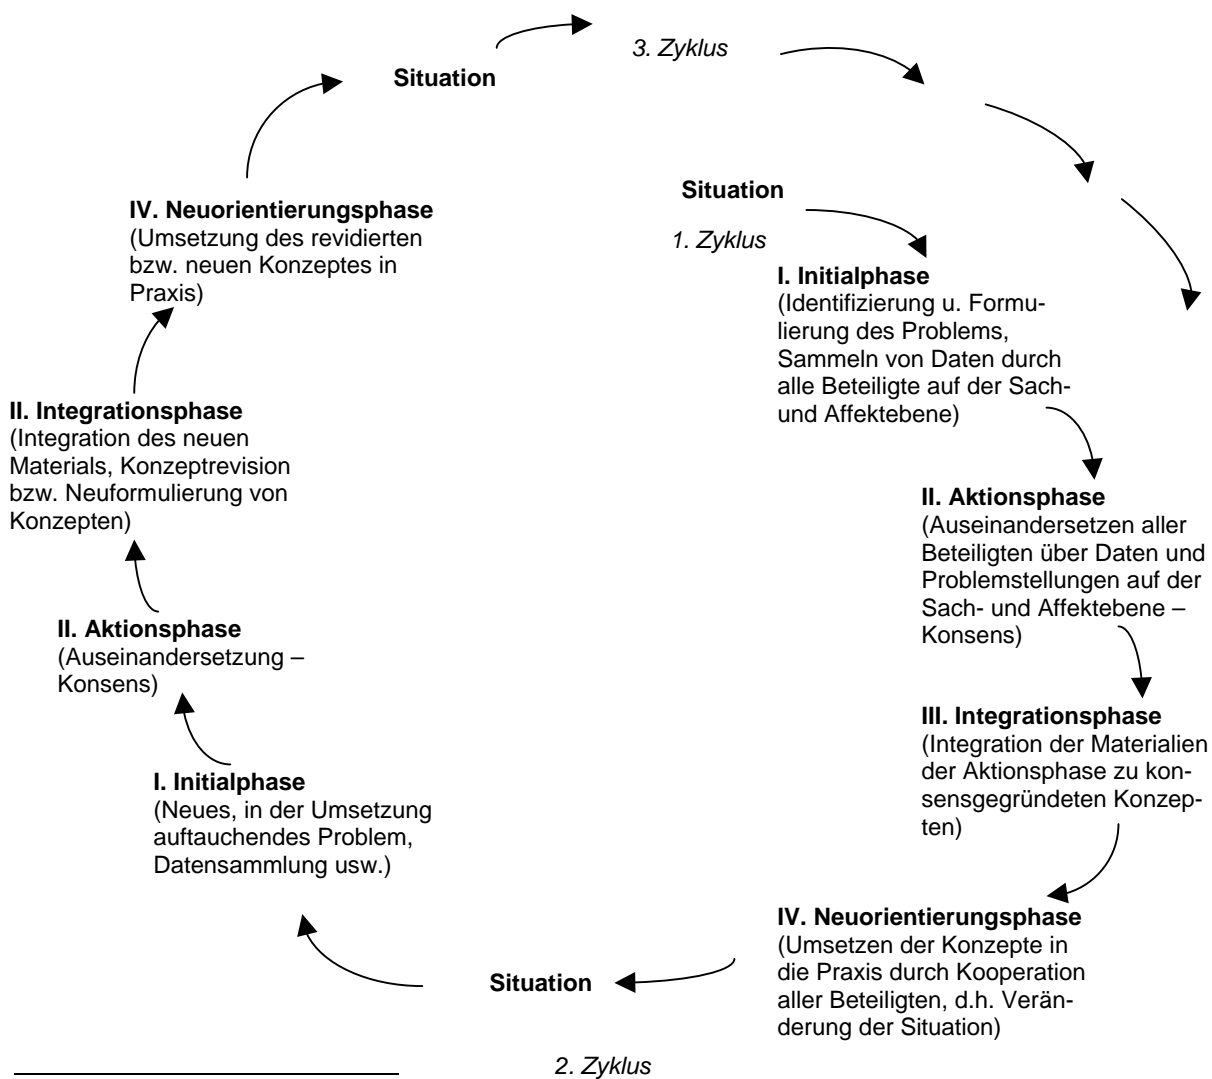 3. Zyklus
Situation
Situation
1. Zyklus
I. Initialphase
(Identifizierung u. Formu-
lierung des Problems,
Sammeln von Daten durch
alle Beteiligte auf der Sach-
und Affektebene)
II. Aktionsphase
(Auseinandersetzen aller
Beteiligten über Daten und
Problemstellungen auf der
Sach- und Affektebene –
Konsens)
III. Integrationsphase
(Integration der Materialien
der Aktionsphase zu kon-
sensgegründeten Konzep-
ten)
IV. Neuorientierungsphase
(Umsetzen der Konzepte in
die Praxis durch Kooperation
aller Beteiligten, d.h. Verän-
derung der Situation)
Situation
2. Zyklus
I. Initialphase
(Neues, in der Umsetzung
auftauchendes Problem,
Datensammlung usw.)
II. Aktionsphase
(Auseinandersetzung –
Konsens)
II. Integrationsphase
(Integration des neuen
Materials, Konzeptrevision
bzw. Neuformulierung von
Konzepten)
IV. Neuorientierungsphase
(Umsetzung des revidierten
bzw. neuen Konzeptes in
Praxis)